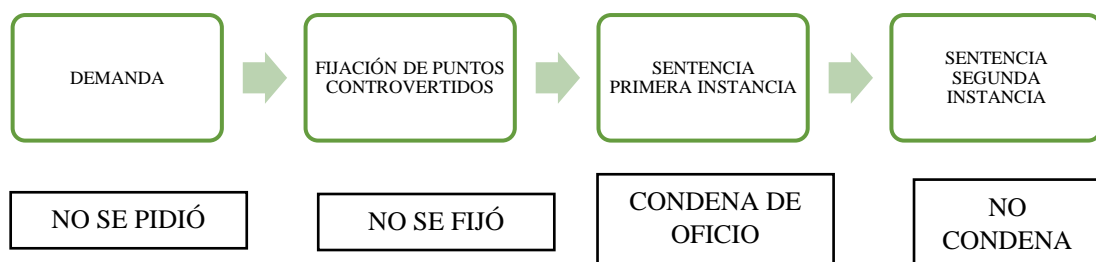 DEMANDA
FIJACIÓN DE PUNTOS
CONTROVERTIDOS
SENTENCIA
PRIMERA INSTANCIA
SENTENCIA
SEGUNDA
INSTANCIA
NO SE PIDIÓ
NO SE FIJÓ
CONDENA DE
OFICIO
NO
CONDENA